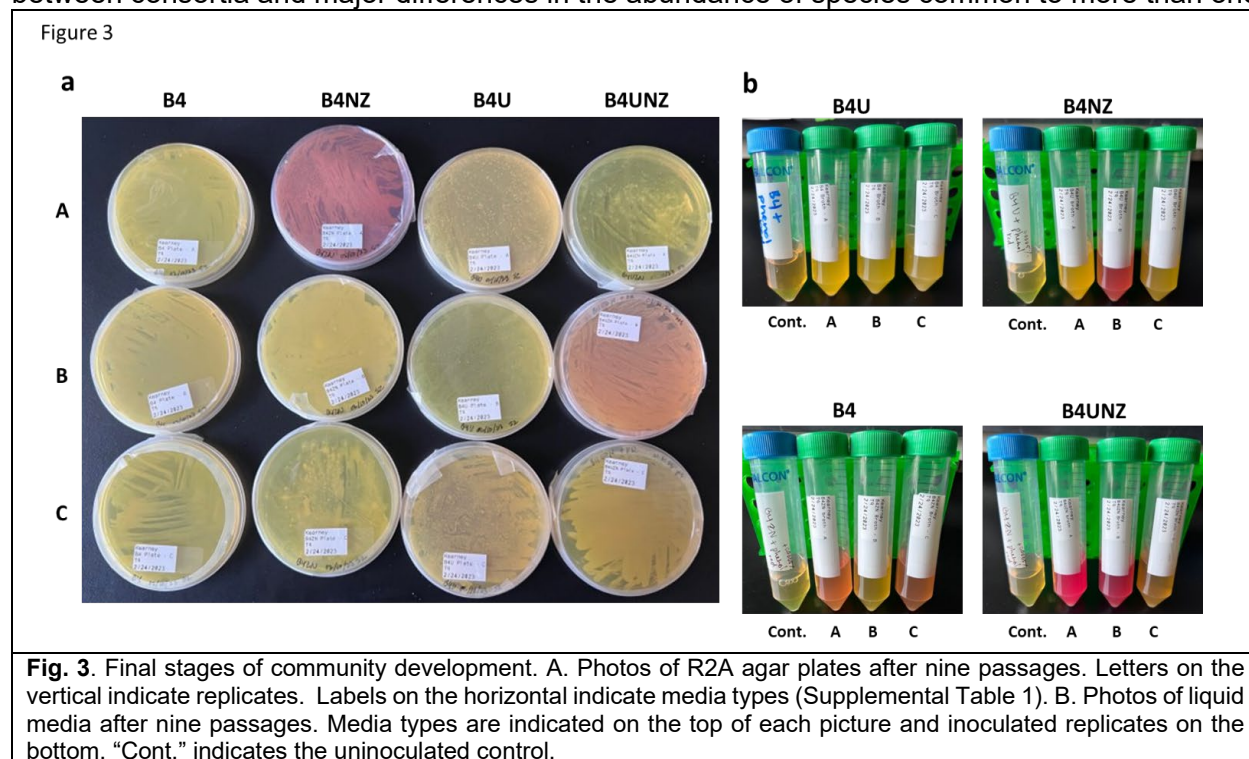 between consortia and major differences in the abundance of species common to more than one
Figure 3
a
B4 B4NZ B4U B4UNZ
A
B
C
b
B4U B4NZ
Cont. A B C Cont. A B C
B4 B4UNZ
Cont. A B C Cont. A B C
Fig. 3. Final stages of community development. A. Photos of R2A agar plates after nine passages. Letters on the
vertical indicate replicates. Labels on the horizontal indicate media types (Supplemental Table 1). B. Photos of liquid
media after nine passages. Media types are indicated on the top of each picture and inoculated replicates on the
bottom. “Cont.” indicates the uninoculated control.